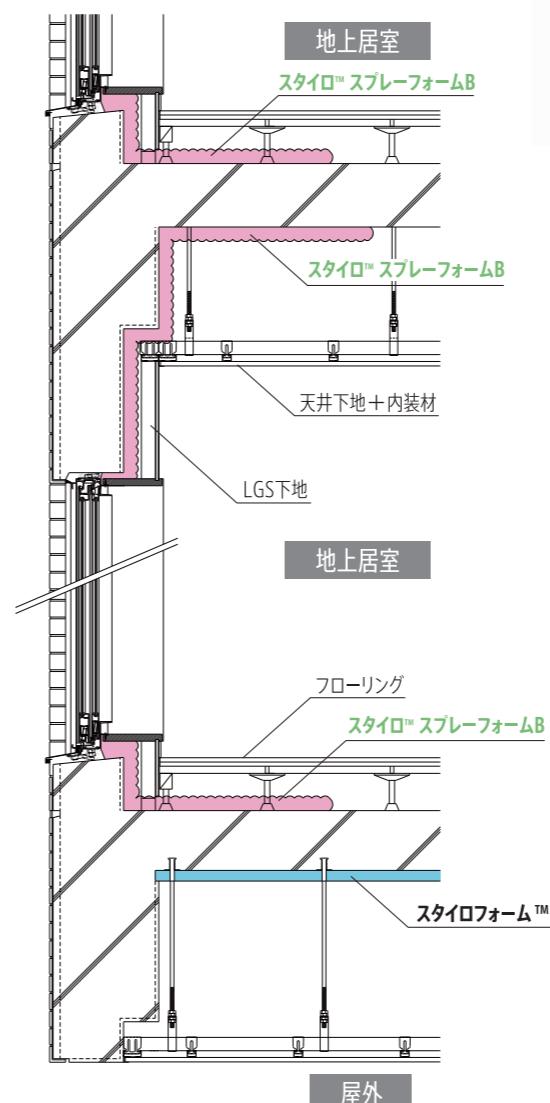 地上居室
スタイロ™ スプレーフォームB
スタイロ™ スプレーフォームB
天井下地＋内装材
LGS下地
地上居室
フローリング
スタイロ™ スプレーフォームB
スタイロフォーム™
屋外